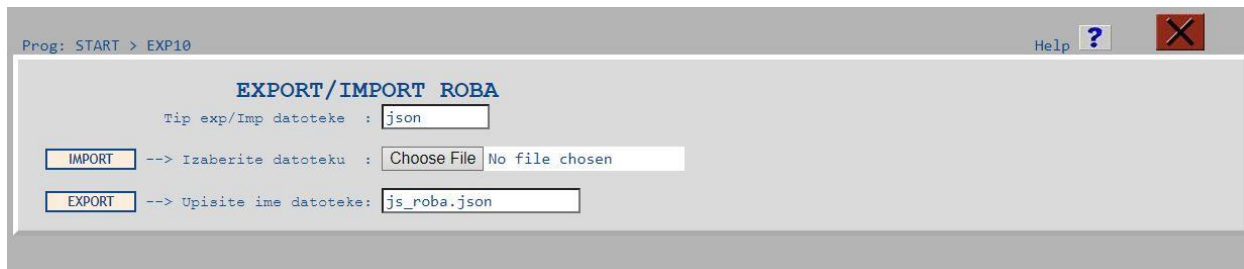 Prog: START > EXP10 Help ?
EXPORT/IMPORT ROBA
Tip exp/Imp datoteke : json
IMPORT --> Izaberite datoteku : Choose File No file chosen
EXPORT --> Upisite ime datoteke: js_roba.json